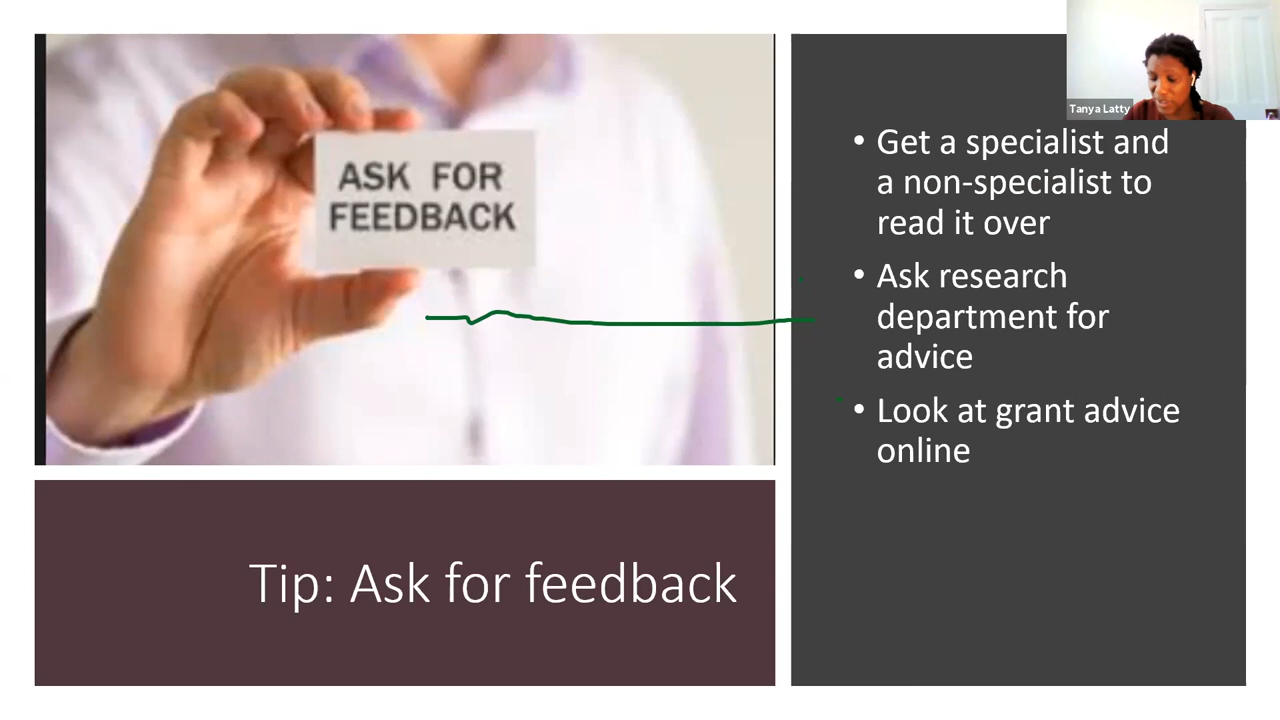 Tanya Latty
ASK FOR
FEEDBACK
• Get a specialist and
a non-specialist to
read it over
• Ask research
department for
advice
• Look at grant advice
online
Tip: Ask for feedback